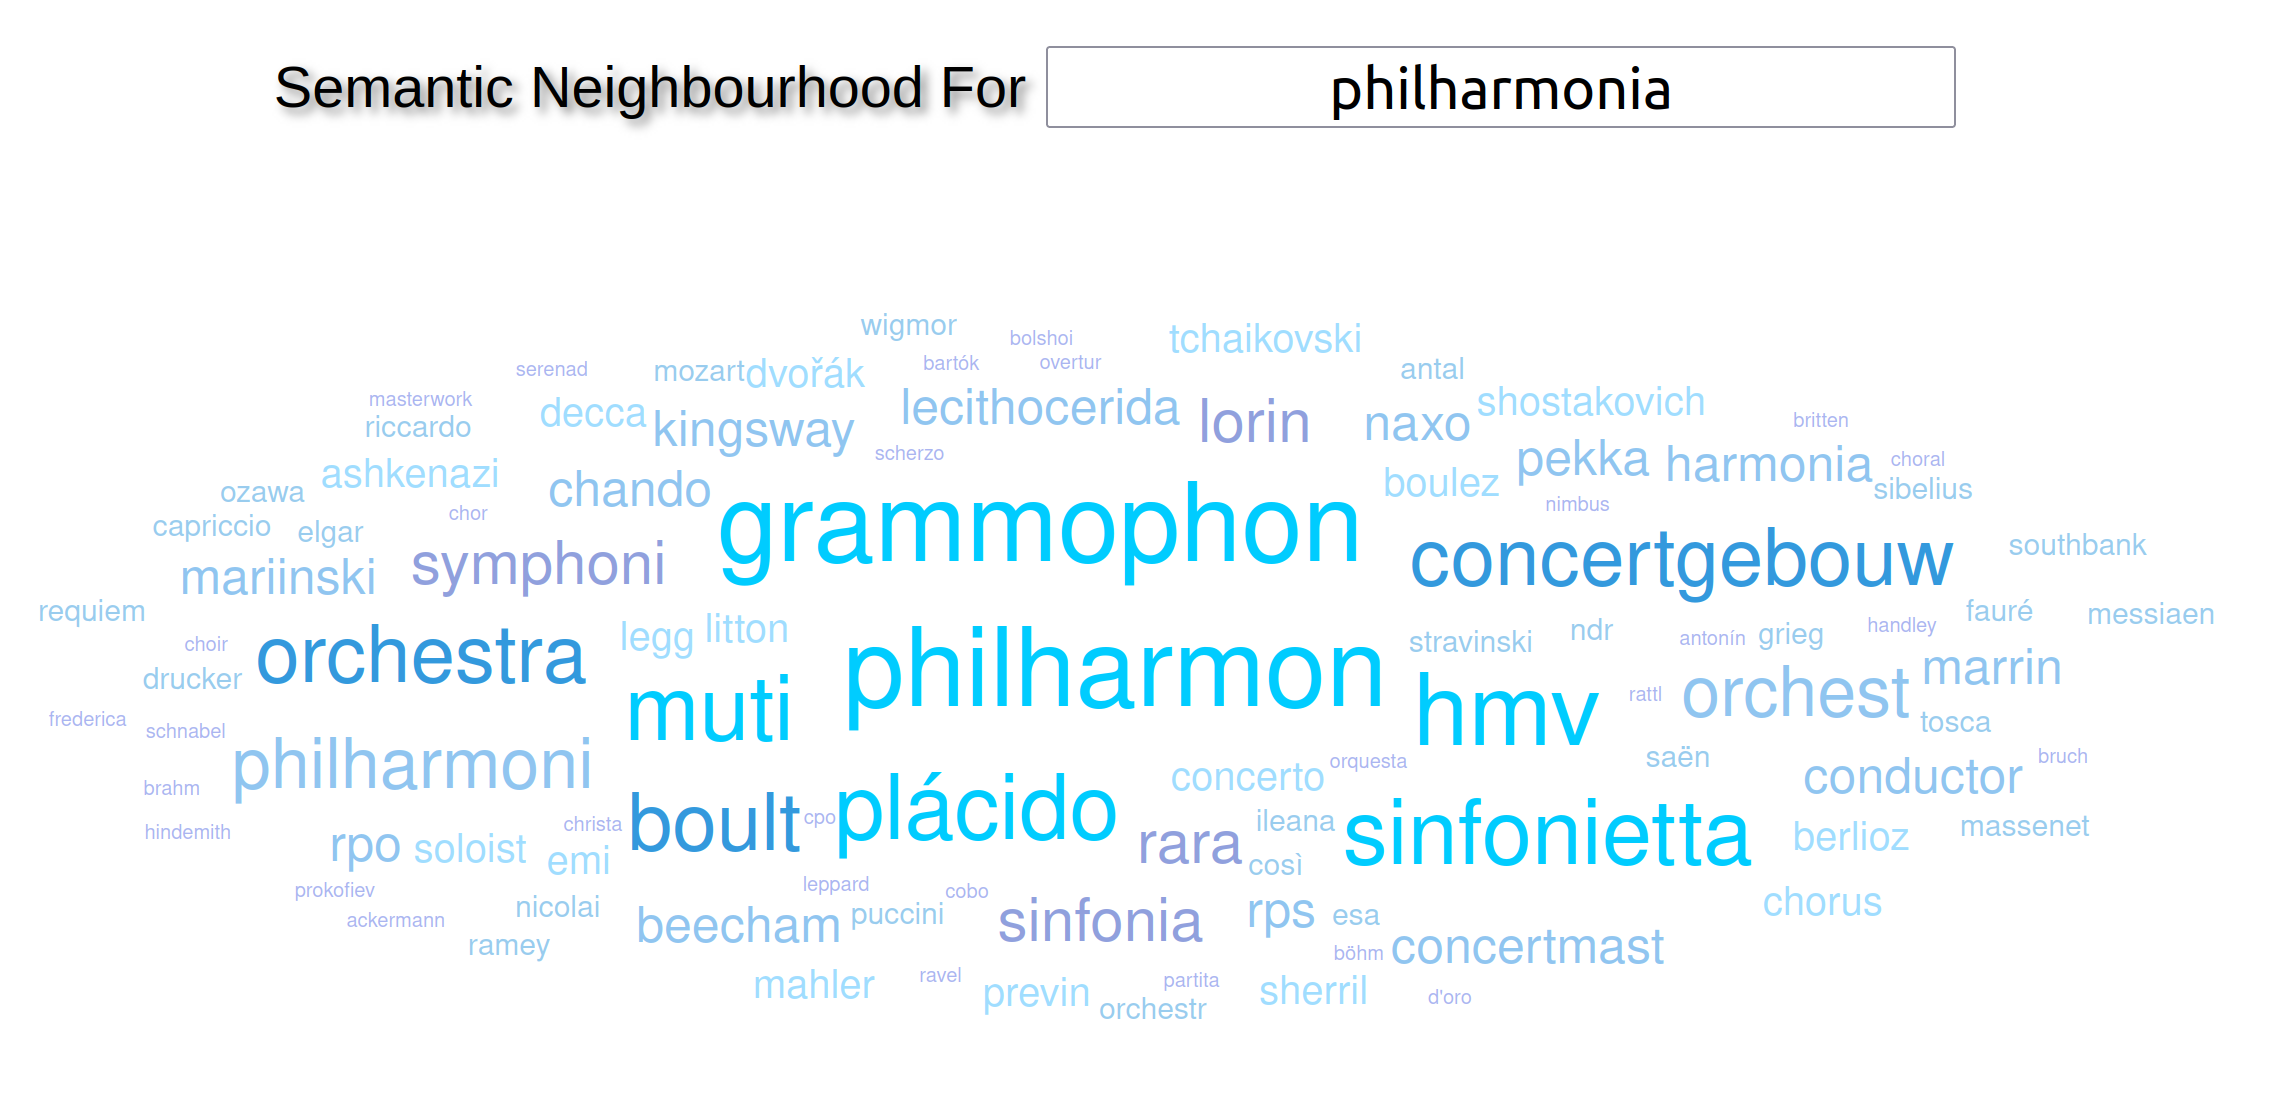 Semantic Neighbourhood For philharmonia
wigmor
bolshoi
tchaikovski
serenad
mozart
dvořák
bartók
overtur
antal
masterwork
riccardo
decca
kingsway
lecithocerida
lorin
naxo
shostakovich
britten
scherzo
ashkenazi
chando
boulez
pekka
harmonia
choral
sibelius
ozawa
capriccio
elgar
chor
grammophon
nimbus
concertgebouw
southbank
mariinski
symphoni
requiem
choir
drucker
orchestra
legg
litton
philharmon
stravinski
ndr
antonín
grieg
handley
fauré
messiaen
frederica
schnabel
muti
hmv
rattl
orchest
marrin
tosca
philharmoni
brahm
hindemith
concerto
orquesta
saën
conductor
bruch
rpo
soloist
christa
emi
boult
cpo
plácido
rara
ileana
così
sinfonietta
berlioz
massenet
prokofiev
ackermann
nicolai
ramey
leppard
cobo
beecham
puccini
sinfonia
rps
esa
böhm
concertmast
chorus
mahler
ravel
previn
partita
orchestr
sherril
d'oro